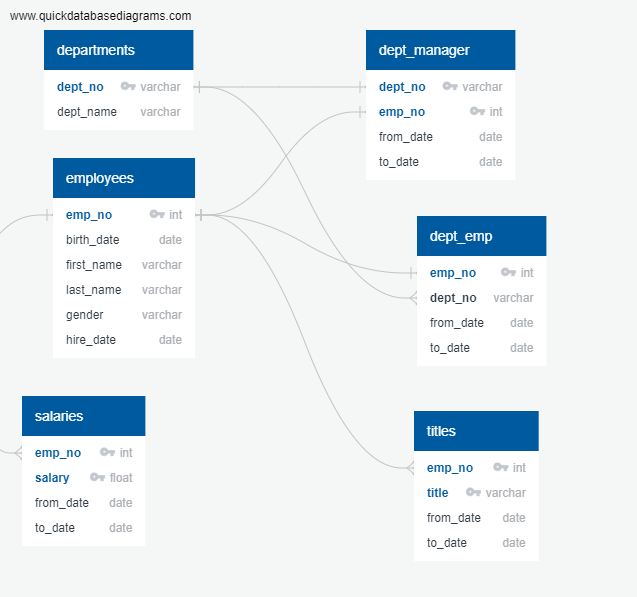 www.quickdatabasediagrams.com
departments
dept_no varchar
dept_name varchar
dept_manager
dept_no varchar
emp_no int
from_date date
to_date date
employees
emp_no int
birth_date date
first_name varchar
last_name varchar
gender varchar
hire_date date
dept_emp
emp_no int
dept_no varchar
from_date date
to_date date
salaries
emp_no int
salary float
from_date date
to_date date
titles
emp_no int
title varchar
from_date date
to_date date